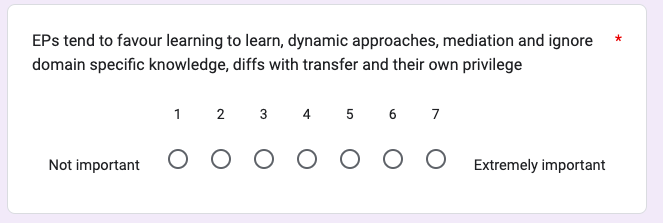 EPs tend to favour learning to learn, dynamic approaches, mediation and ignore *
domain specific knowledge, diffs with transfer and their own privilege
1 2 3 4 5 6 7
Not important Extremely important